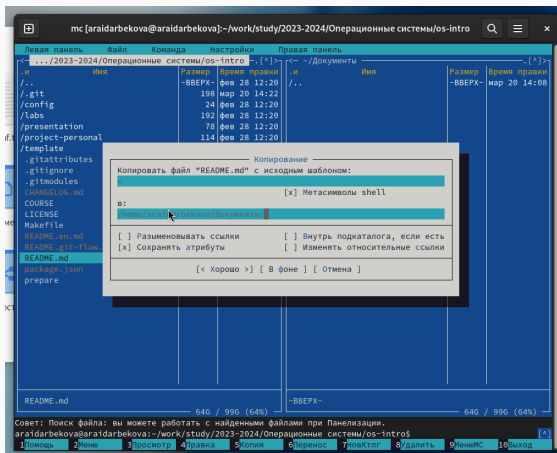 mc [araidarbekova@araidarbekova]:~/work/study/2023-2024/Операционные системы/os-intro
Левая панель Файл Команда Настройки Правая панель
<— .../2023-2024/Операционные системы/os-intro —.[^]>
<— ~/Документы —.[^]>
.и Имя Размер Время правки
.и Имя Размер Время правки
/.. -ВВЕРХ- фев 28 12:20
/.. -ВВЕРХ- мар 20 14:08
/.git 198 мар 20 14:22
/config 24 фев 28 12:20
/labs 192 фев 28 12:20
/presentation 78 фев 28 12:20
/project-personal 114 фев 28 12:20
/template
.gitattributes
.gitignore
.gitmodules
CHANGELOG.md
COURSE
LICENSE
Makefile
README.en.md
README.git-flow.
README.md
package.json
prepare
Копирование
Копировать файл "README.md" с исходным шаблоном:
*
[x] Метасимволы shell
в:
/home/araidarbekova/Документы/
[ ] Разыменовывать ссылки [ ] Внутрь подкаталога, если есть
[x] Сохранять атрибуты [ ] Изменять относительные ссылки
[< Хорошо >] [ В фоне ] [ Отмена ]
README.md
-ВВЕРХ-
64G / 99G (64%)
64G / 99G (64%)
Совет: Поиск файла: вы можете работать с найденными файлами при Панелизации.
araidarbekova@araidarbekova:~/work/study/2023-2024/Операционные системы/os-intro$ [^]
1Помощь 2Меню 3Просмотр 4Правка 5Копия 6Перенос 7НовКтлг 8Удалить 9МенюМС 10Выход